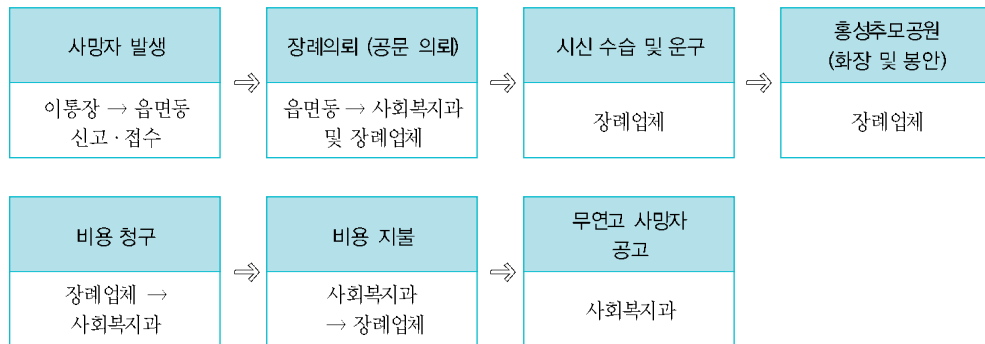 사망자 발생
이통장 → 읍면동
신고·접수
⇨
장례의뢰 (공문 의뢰)
읍면동 → 사회복지과
및 장례업체
⇨
시신 수습 및 운구
장례업체
⇨
홍성추모공원
(화장 및 봉안)
장례업체
비용 청구
장례업체 →
사회복지과
⇨
비용 지불
사회복지과
→ 장례업체
⇨
무연고 사망자
공고
사회복지과